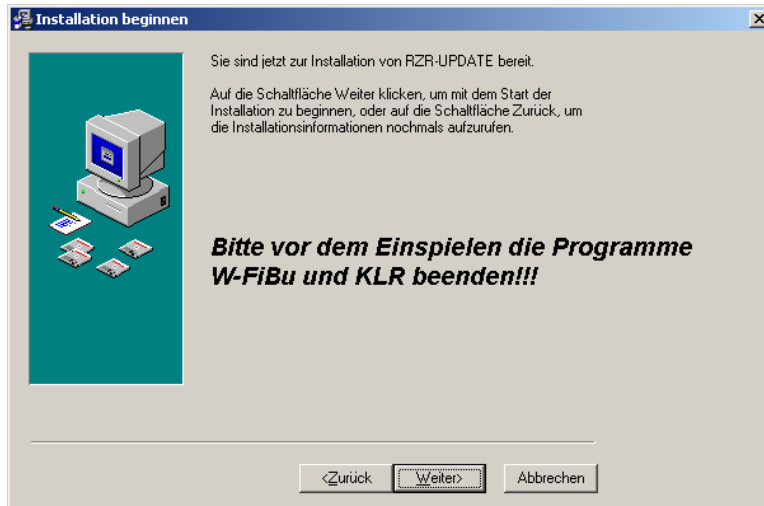 Installation beginnen
Sie sind jetzt zur Installation von RZR-UPDATE bereit.
Auf die Schaltfläche Weiter klicken, um mit dem Start der
Installation zu beginnen, oder auf die Schaltfläche Zurück, um
die Installationsinformationen nochmals aufzurufen.
Bitte vor dem Einspielen die Programme
W-FiBu und KLR beenden!!!
<Zurück Weiter> Abbrechen